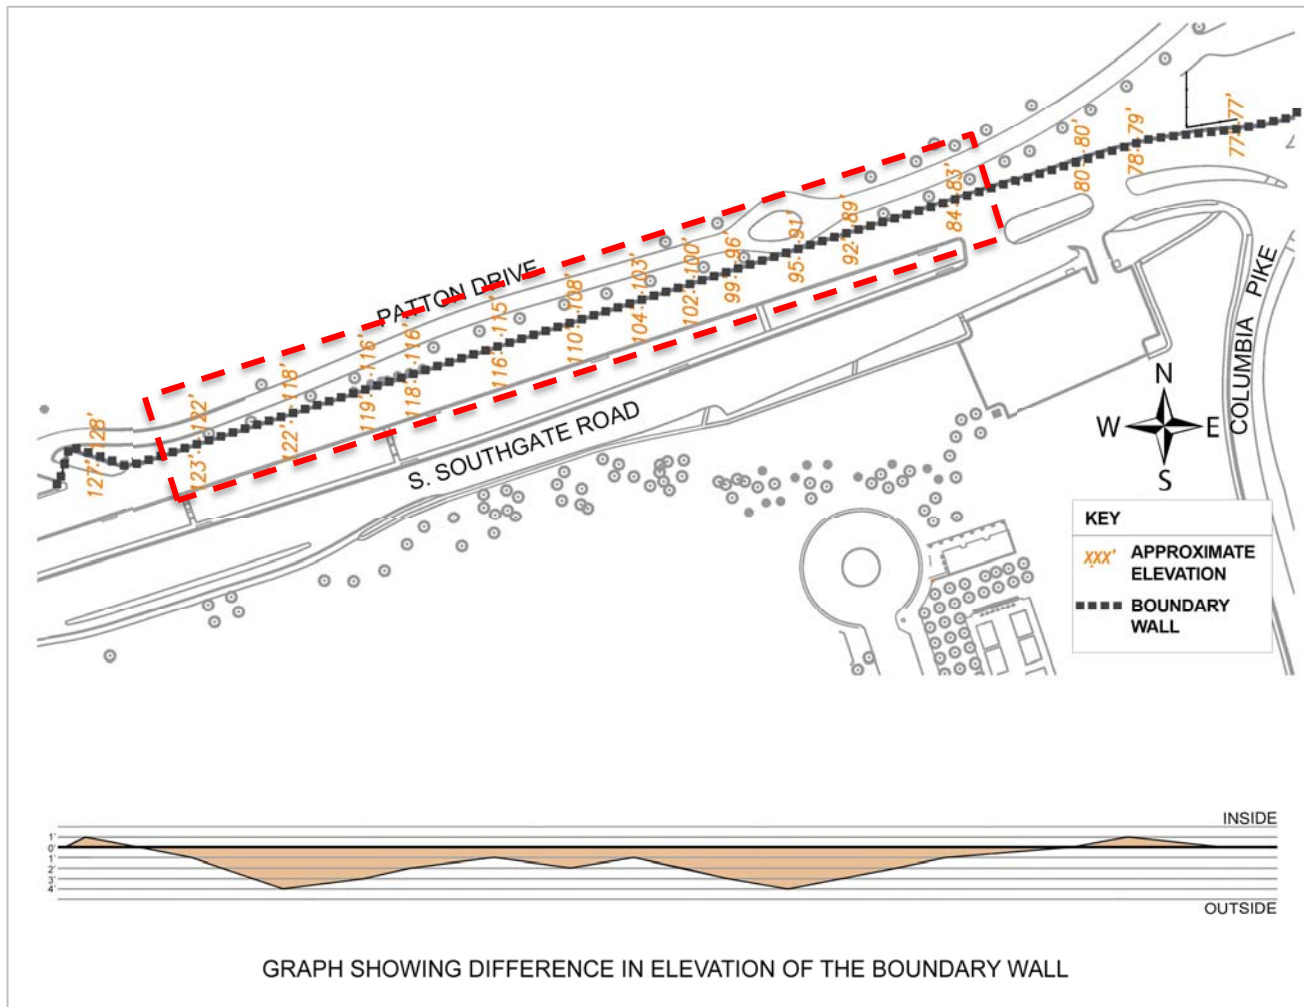 77'·77'
78'·79'
80'·80'
84'·83'
92'·89'
95'·91'
99'·96'
102'·100'
104'·103'
110'·108'
116'·115'
118'·116'
119'·116'
122'·118'
123'·122'
127'·128'
PATTON DRIVE
S. SOUTHGATE ROAD
COLUMBIA PIKE
N
W
E
S
KEY
XXX' APPROXIMATE
ELEVATION
BOUNDARY
WALL
INSIDE
1'
0'
1'
2'
3'
4'
OUTSIDE
GRAPH SHOWING DIFFERENCE IN ELEVATION OF THE BOUNDARY WALL